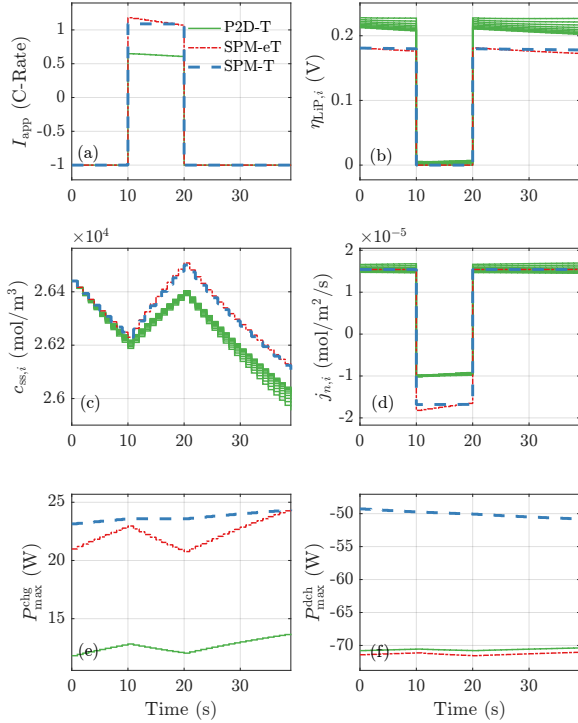 P2D-T
SPM-eT
SPM-T
I_app (C-Rate)
1
0.5
0
-0.5
-1
(a)
0 10 20 30
Time (s)
η_LiP,i (V)
0.2
0.1
0
(b)
0 10 20 30
Time (s)
×10^4
c_ss,i (mol/m^3)
2.64
2.62
2.6
(c)
0 10 20 30
Time (s)
×10^-5
j_n,i (mol/m^2/s)
2
1
0
-1
-2
(d)
0 10 20 30
Time (s)
P_max^chg (W)
25
20
15
(e)
0 10 20 30
Time (s)
P_max^dch (W)
-50
-55
-60
-65
-70
(f)
0 10 20 30
Time (s)